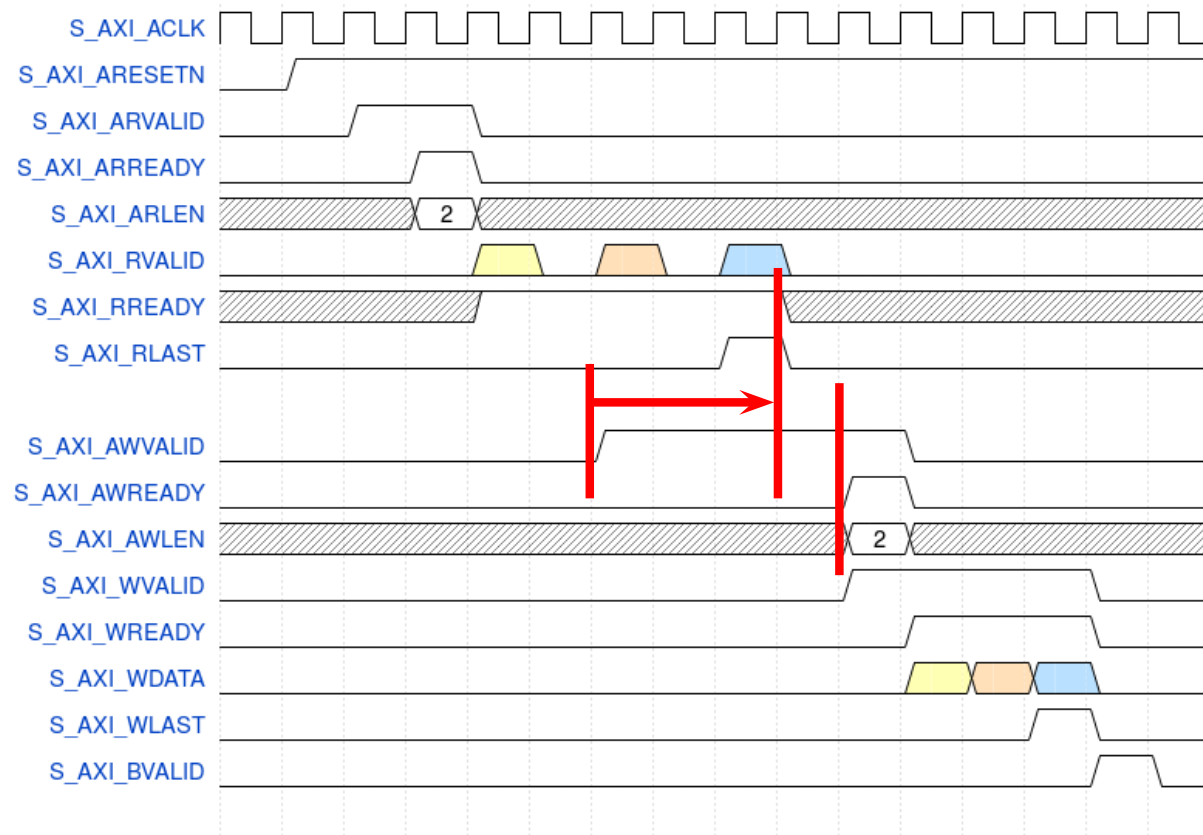 S_AXI_ACLK
S_AXI_ARESETN
S_AXI_ARVALID
S_AXI_ARREADY
S_AXI_ARLEN 2
S_AXI_RVALID
S_AXI_RREADY
S_AXI_RLAST
S_AXI_AWVALID
S_AXI_AWREADY
S_AXI_AWLEN 2
S_AXI_WVALID
S_AXI_WREADY
S_AXI_WDATA
S_AXI_WLAST
S_AXI_BVALID